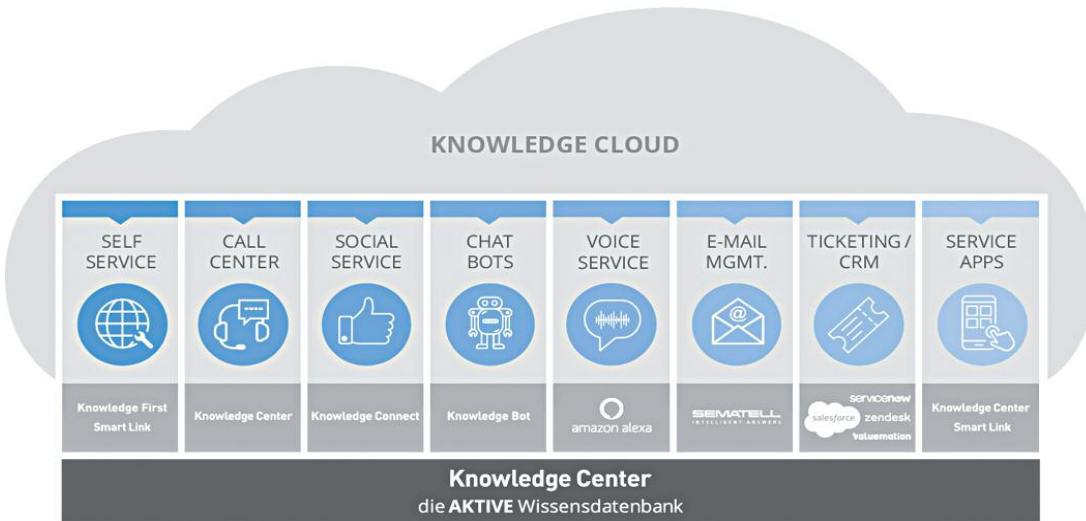 KNOWLEDGE CLOUD
SELF
SERVICE
CALL
CENTER
SOCIAL
SERVICE
CHAT
BOTS
VOICE
SERVICE
E-MAIL
MGMT.
TICKETING /
CRM
SERVICE
APPS
@
Knowledge First
Smart Link
Knowledge Center
Knowledge Connect
Knowledge Bot
amazon alexa
SEMATELL
INTELLIGENT ANSWERS
servicenow
salesforce
zendesk
valuemation
Knowledge Center
Smart Link
Knowledge Center
die AKTIVE Wissensdatenbank